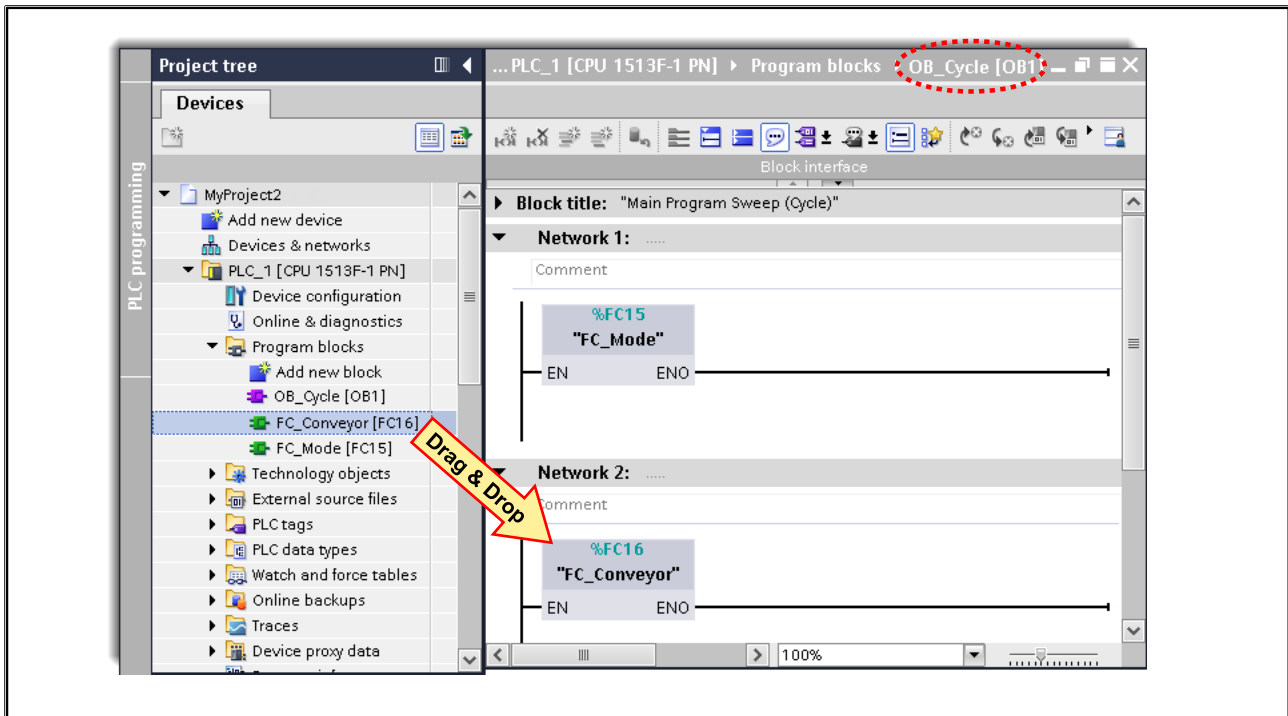 Project tree
Devices
PLC programming
MyProject2
Add new device
Devices & networks
PLC_1 [CPU 1513F-1 PN]
Device configuration
Online & diagnostics
Program blocks
Add new block
OB_Cycle [OB1]
FC_Conveyor [FC16]
FC_Mode [FC15]
Technology objects
External source files
PLC tags
PLC data types
Watch and force tables
Online backups
Traces
Device proxy data
Drag & Drop
...PLC_1 [CPU 1513F-1 PN] Program blocks OB_Cycle [OB1]
Block interface
Block title: "Main Program Sweep (Cycle)"
Network 1: .....
Comment
%FC15
"FC_Mode"
EN ENO
Network 2: .....
Comment
%FC16
"FC_Conveyor"
EN ENO
100%